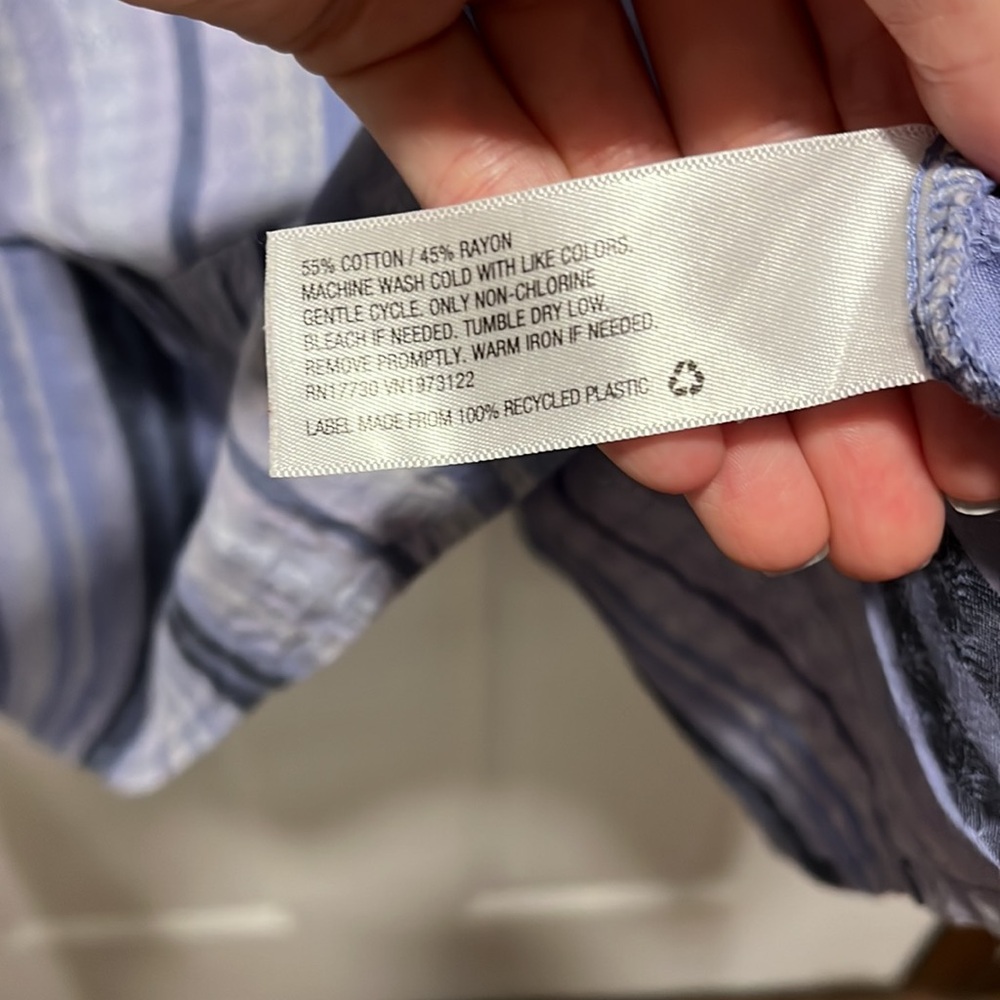 55% COTTON / 45% RAYON
MACHINE WASH COLD WITH LIKE COLORS.
GENTLE CYCLE. ONLY NON-CHLORINE
BLEACH IF NEEDED. TUMBLE DRY LOW.
REMOVE PROMPTLY. WARM IRON IF NEEDED.
RN17730 VN1973122
LABEL MADE FROM 100% RECYCLED PLASTIC